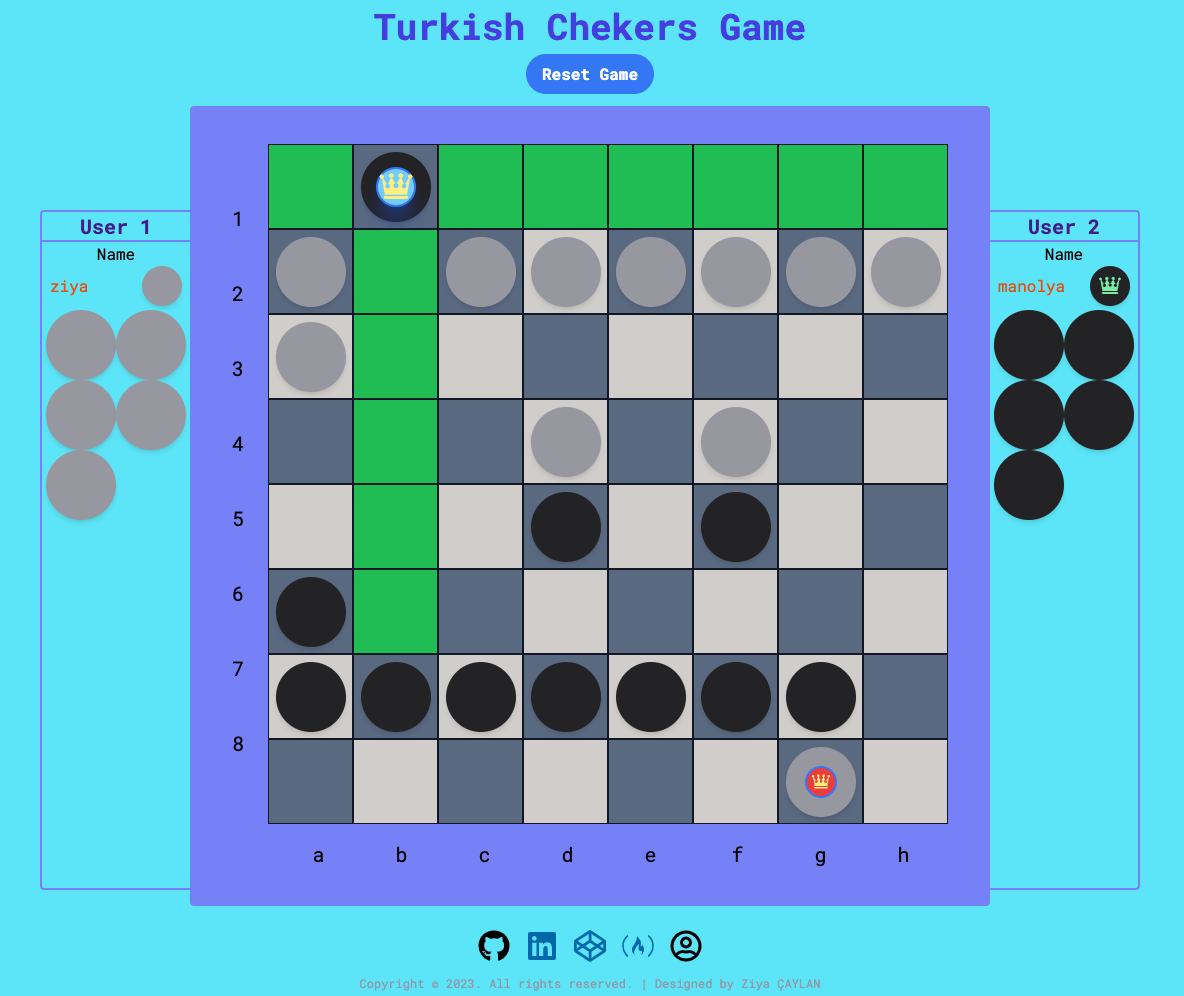 Turkish Chekers Game
Reset Game
User 1
Name
ziya
User 2
Name
manolya
1
2
3
4
5
6
7
8
a b c d e f g h
Copyright © 2023. All rights reserved. | Designed by Ziya ÇAYLAN